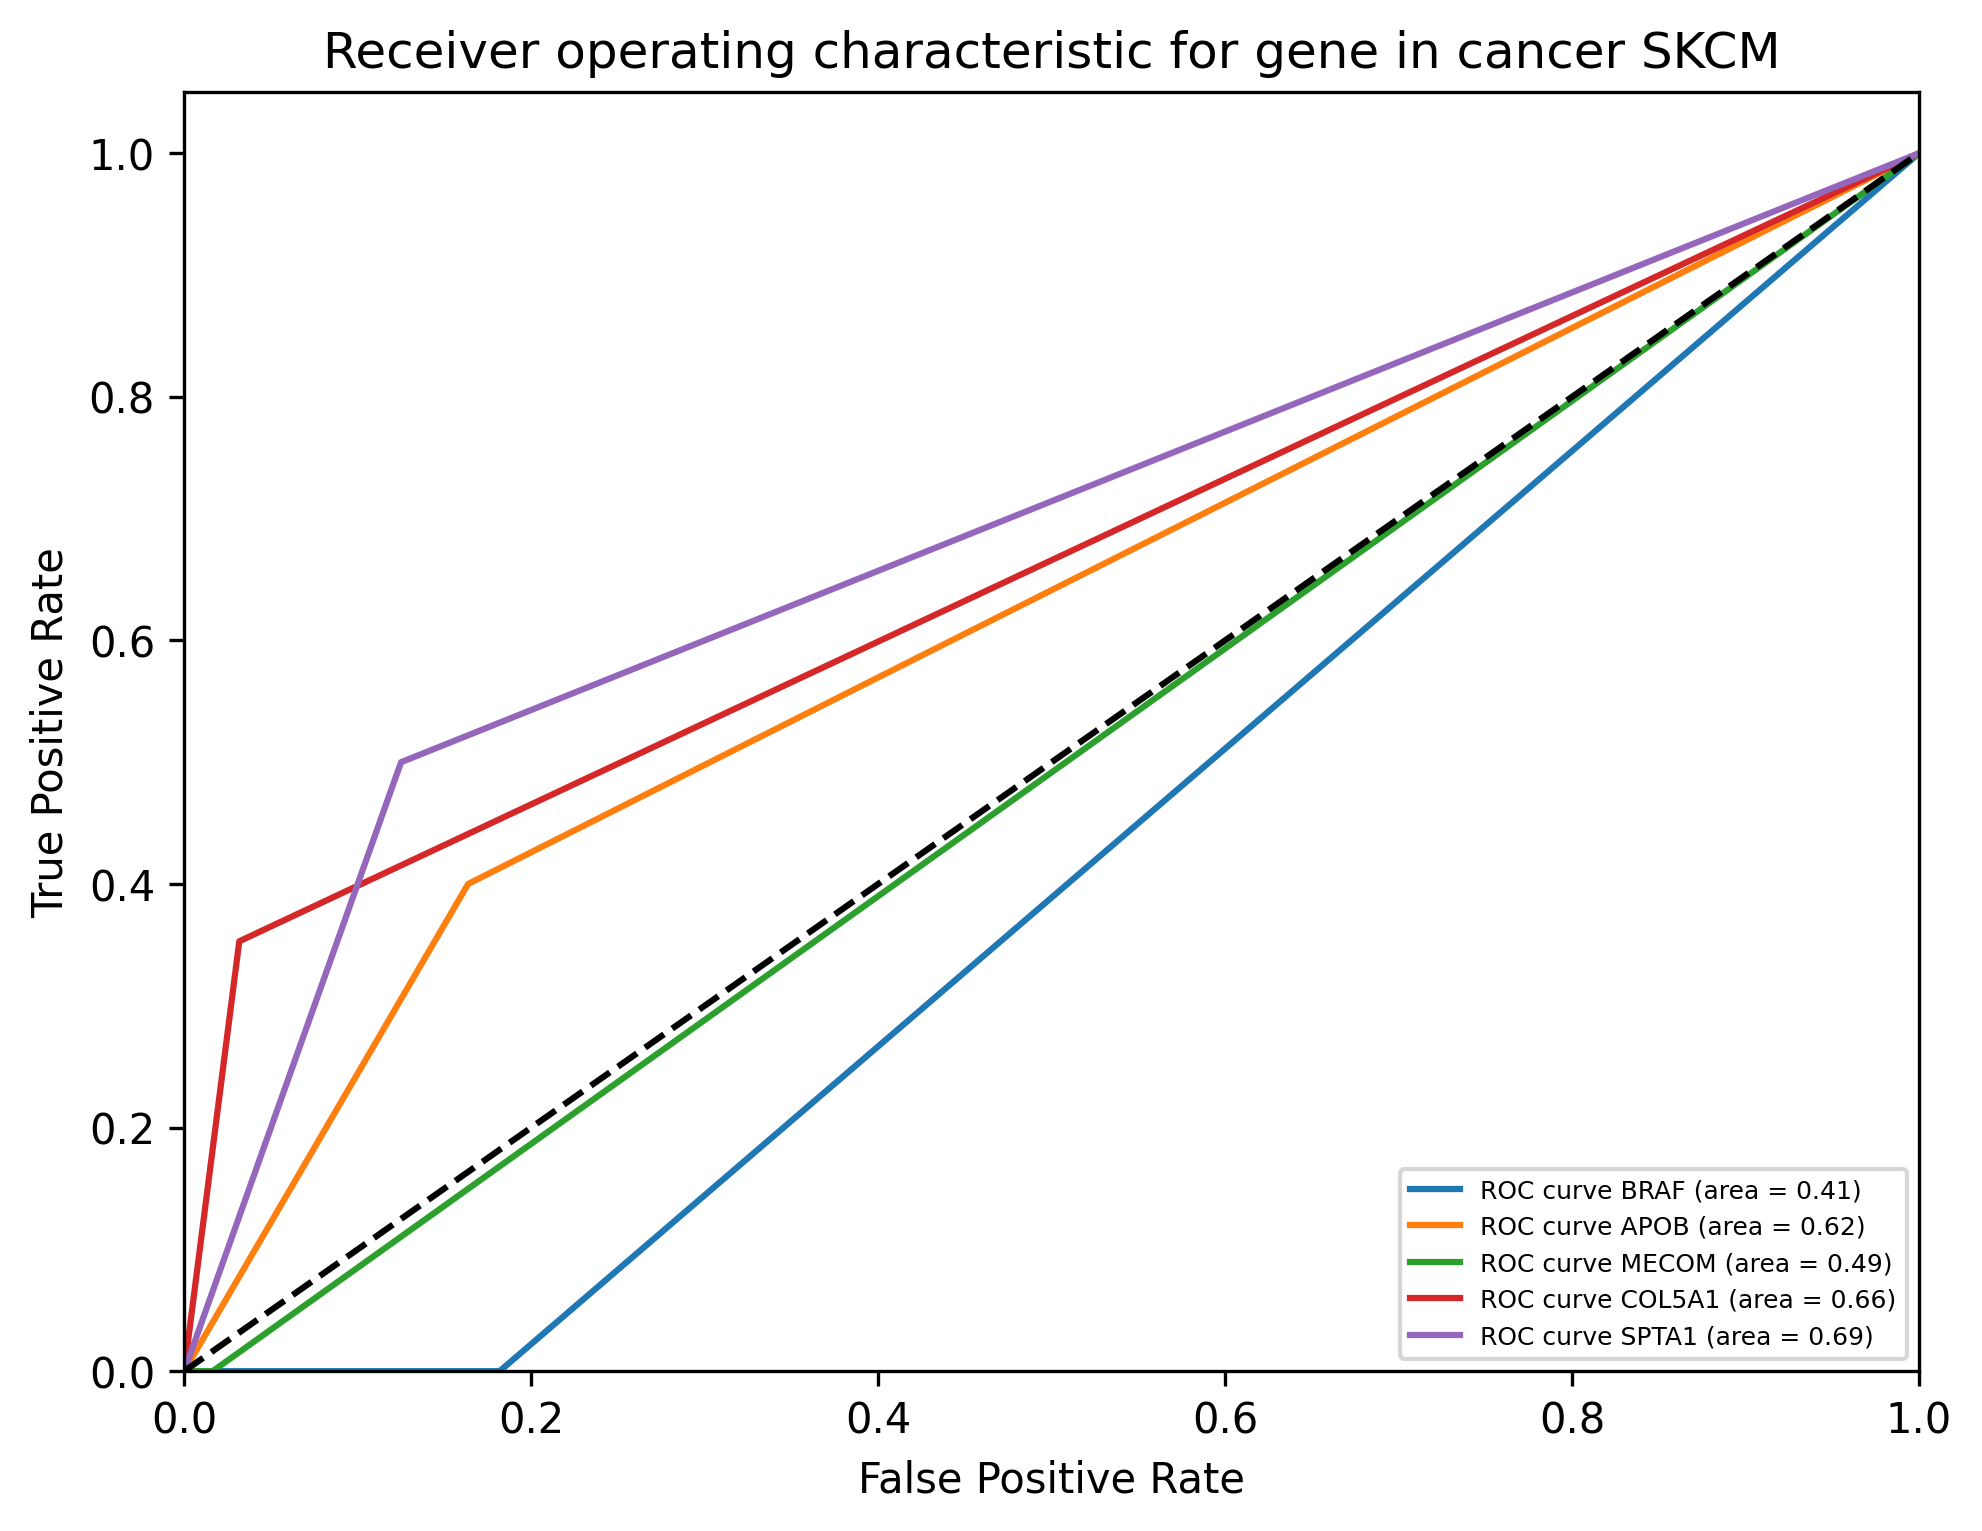 Receiver operating characteristic for gene in cancer SKCM
True Positive Rate
1.0
0.8
0.6
0.4
0.2
0.0
0.0 0.2 0.4 0.6 0.8 1.0
False Positive Rate
ROC curve BRAF (area = 0.41)
ROC curve APOB (area = 0.62)
ROC curve MECOM (area = 0.49)
ROC curve COL5A1 (area = 0.66)
ROC curve SPTA1 (area = 0.69)